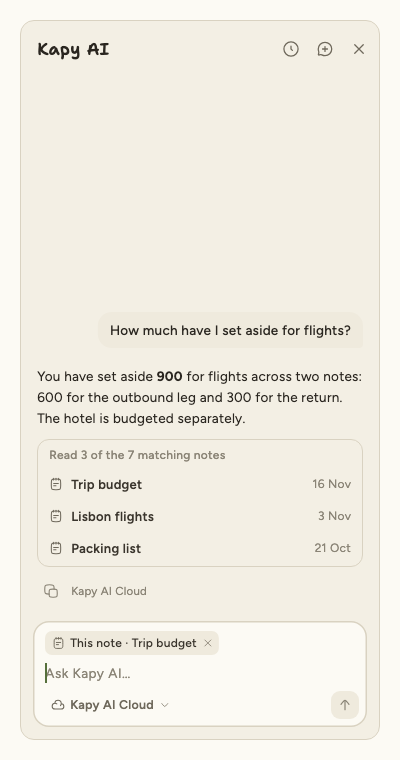 Kapy AI
How much have I set aside for flights?
You have set aside 900 for flights across two notes:
600 for the outbound leg and 300 for the return.
The hotel is budgeted separately.
Read 3 of the 7 matching notes
Trip budget 16 Nov
Lisbon flights 3 Nov
Packing list 21 Oct
Kapy AI Cloud
This note · Trip budget
Ask Kapy AI...
Kapy AI Cloud